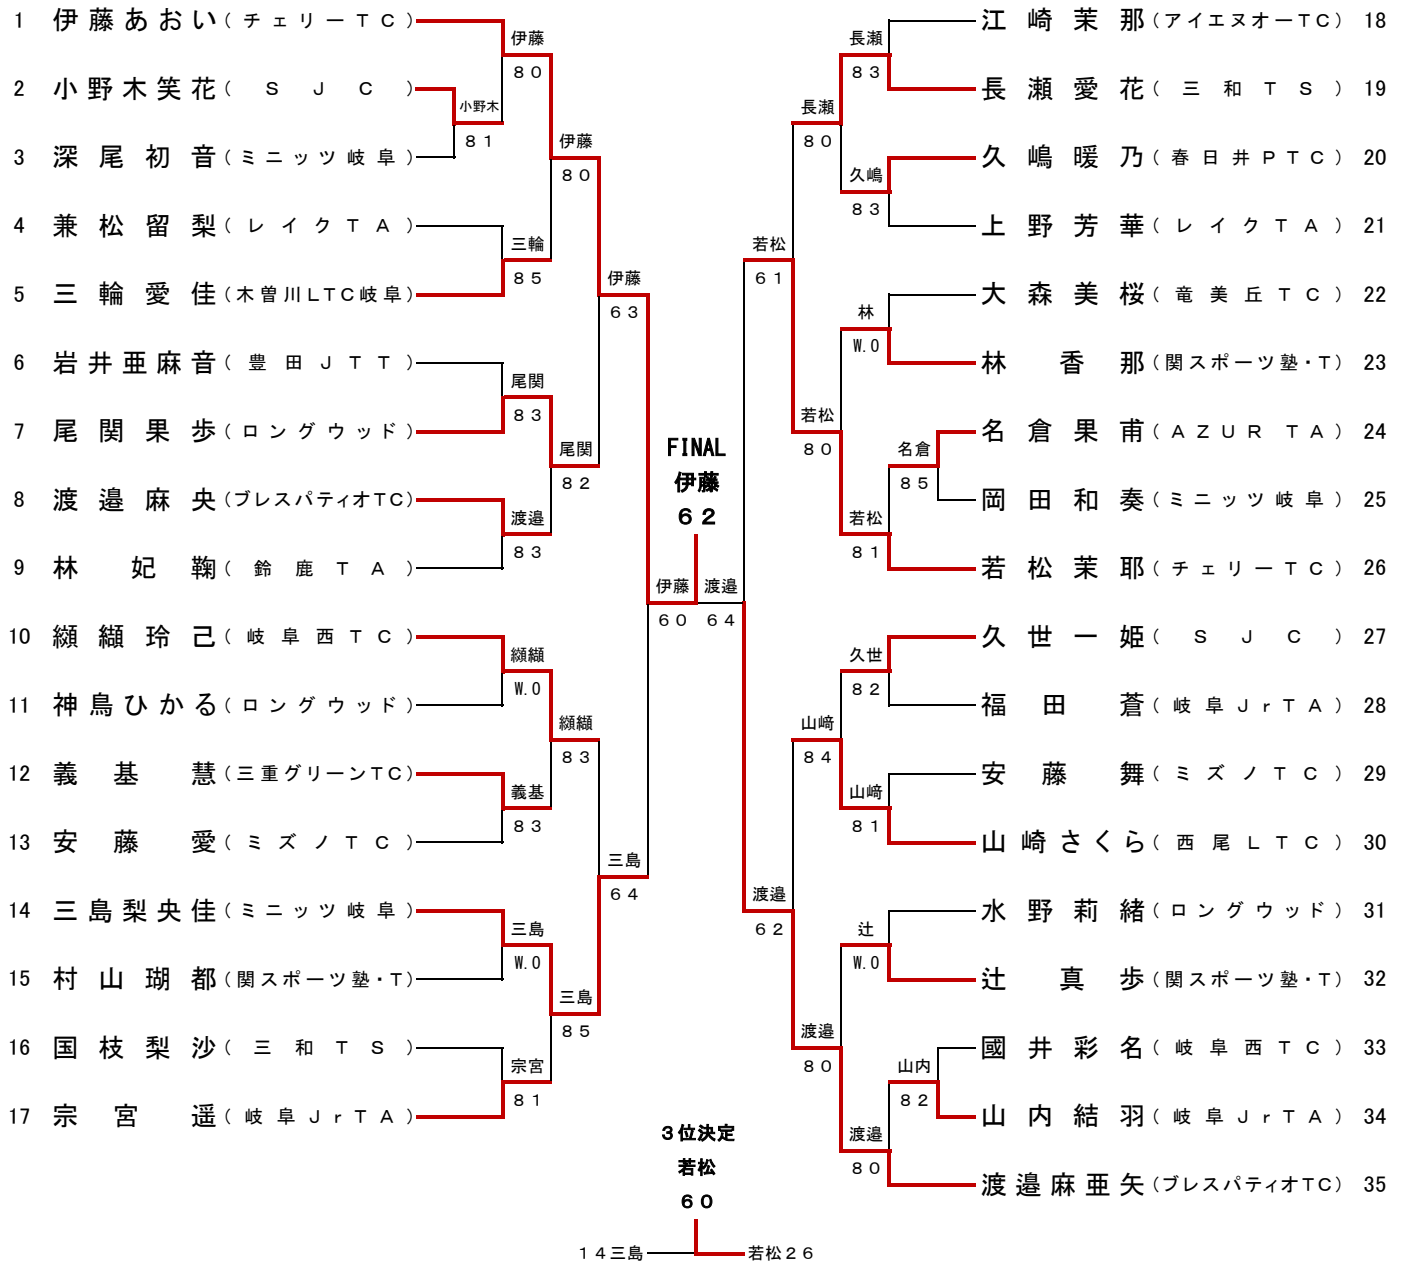 1 伊藤あおい(チェリーTC)
2 小野木笑花(SJC)
3 深尾初音(ミニッツ岐阜)
4 兼松留梨(レイクTA)
5 三輪愛佳(木曽川LTC岐阜)
6 岩井亜麻音(豊田JTT)
7 尾関果歩(ロングウッド)
8 渡邉麻央(ブレスパティオTC)
9 林妃鞠(鈴鹿TA)
10 纐纈玲己(岐阜西TC)
11 神鳥ひかる(ロングウッド)
12 義基慧(三重グリーンTC)
13 安藤愛(ミズノTC)
14 三島梨央佳(ミニッツ岐阜)
15 村山瑚都(関スポーツ塾・T)
16 国枝梨沙(三和TS)
17 宗宮遥(岐阜JrTA)
小野木
81
伊藤
80
三輪
85
尾関
83
渡邉
83
纐纈
W.0
義基
83
三島
W.0
宗宮
81
伊藤
80
尾関
82
纐纈
83
三島
85
伊藤
63
三島
64
伊藤
60
FINAL
伊藤
62
渡邉
64
若松
61
渡邉
62
長瀬
80
若松
80
山﨑
84
渡邉
80
長瀬
83
久嶋
83
林
W.0
若松
81
久世
82
山﨑
81
辻
W.0
渡邉
80
名倉
85
山内
82
江崎茉那(アイエヌオーTC) 18
長瀬愛花(三和TS) 19
久嶋暖乃(春日井PTC) 20
上野芳華(レイクTA) 21
大森美桜(竜美丘TC) 22
林香那(関スポーツ塾・T) 23
名倉果甫(AZUR TA) 24
岡田和奏(ミニッツ岐阜) 25
若松茉耶(チェリーTC) 26
久世一姫(SJC) 27
福田蒼(岐阜JrTA) 28
安藤舞(ミズノTC) 29
山崎さくら(西尾LTC) 30
水野莉緒(ロングウッド) 31
辻真歩(関スポーツ塾・T) 32
國井彩名(岐阜西TC) 33
山内結羽(岐阜JrTA) 34
渡邉麻亜矢(ブレスパティオTC) 35
3位決定
若松
60
14三島
若松26